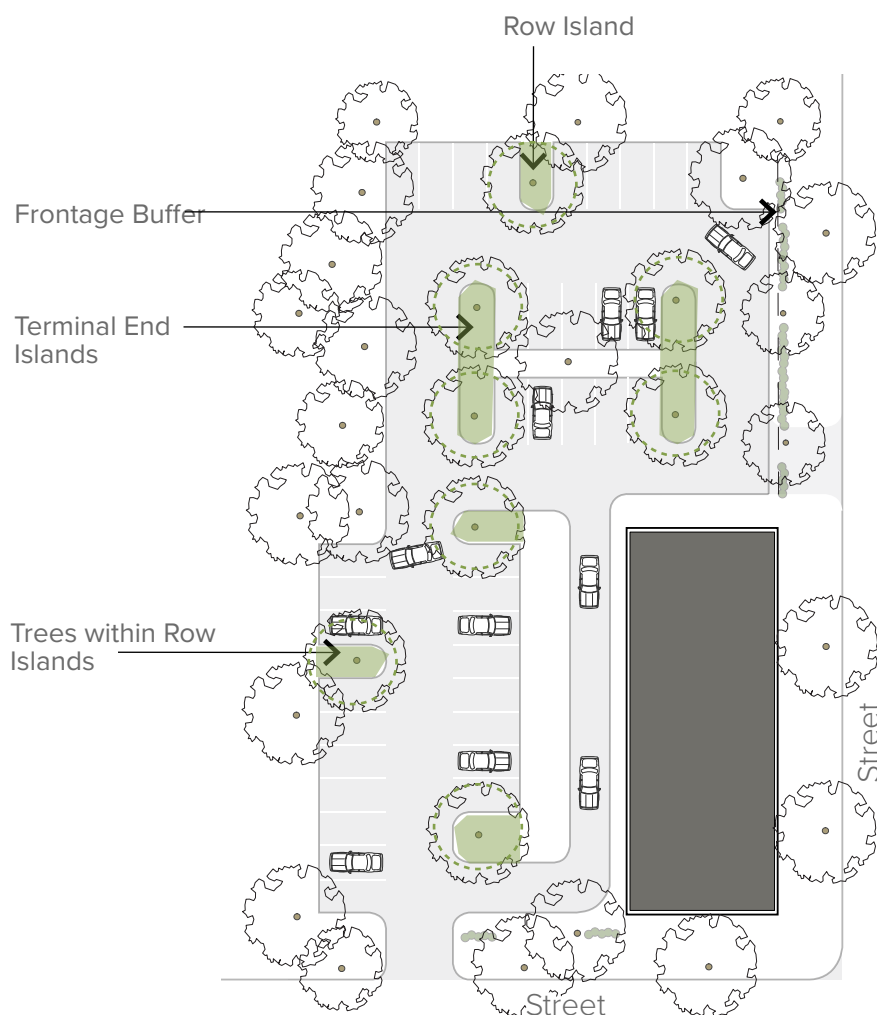 Row Island
Frontage Buffer
Terminal End
Islands
Trees within Row
Islands
Street
Street